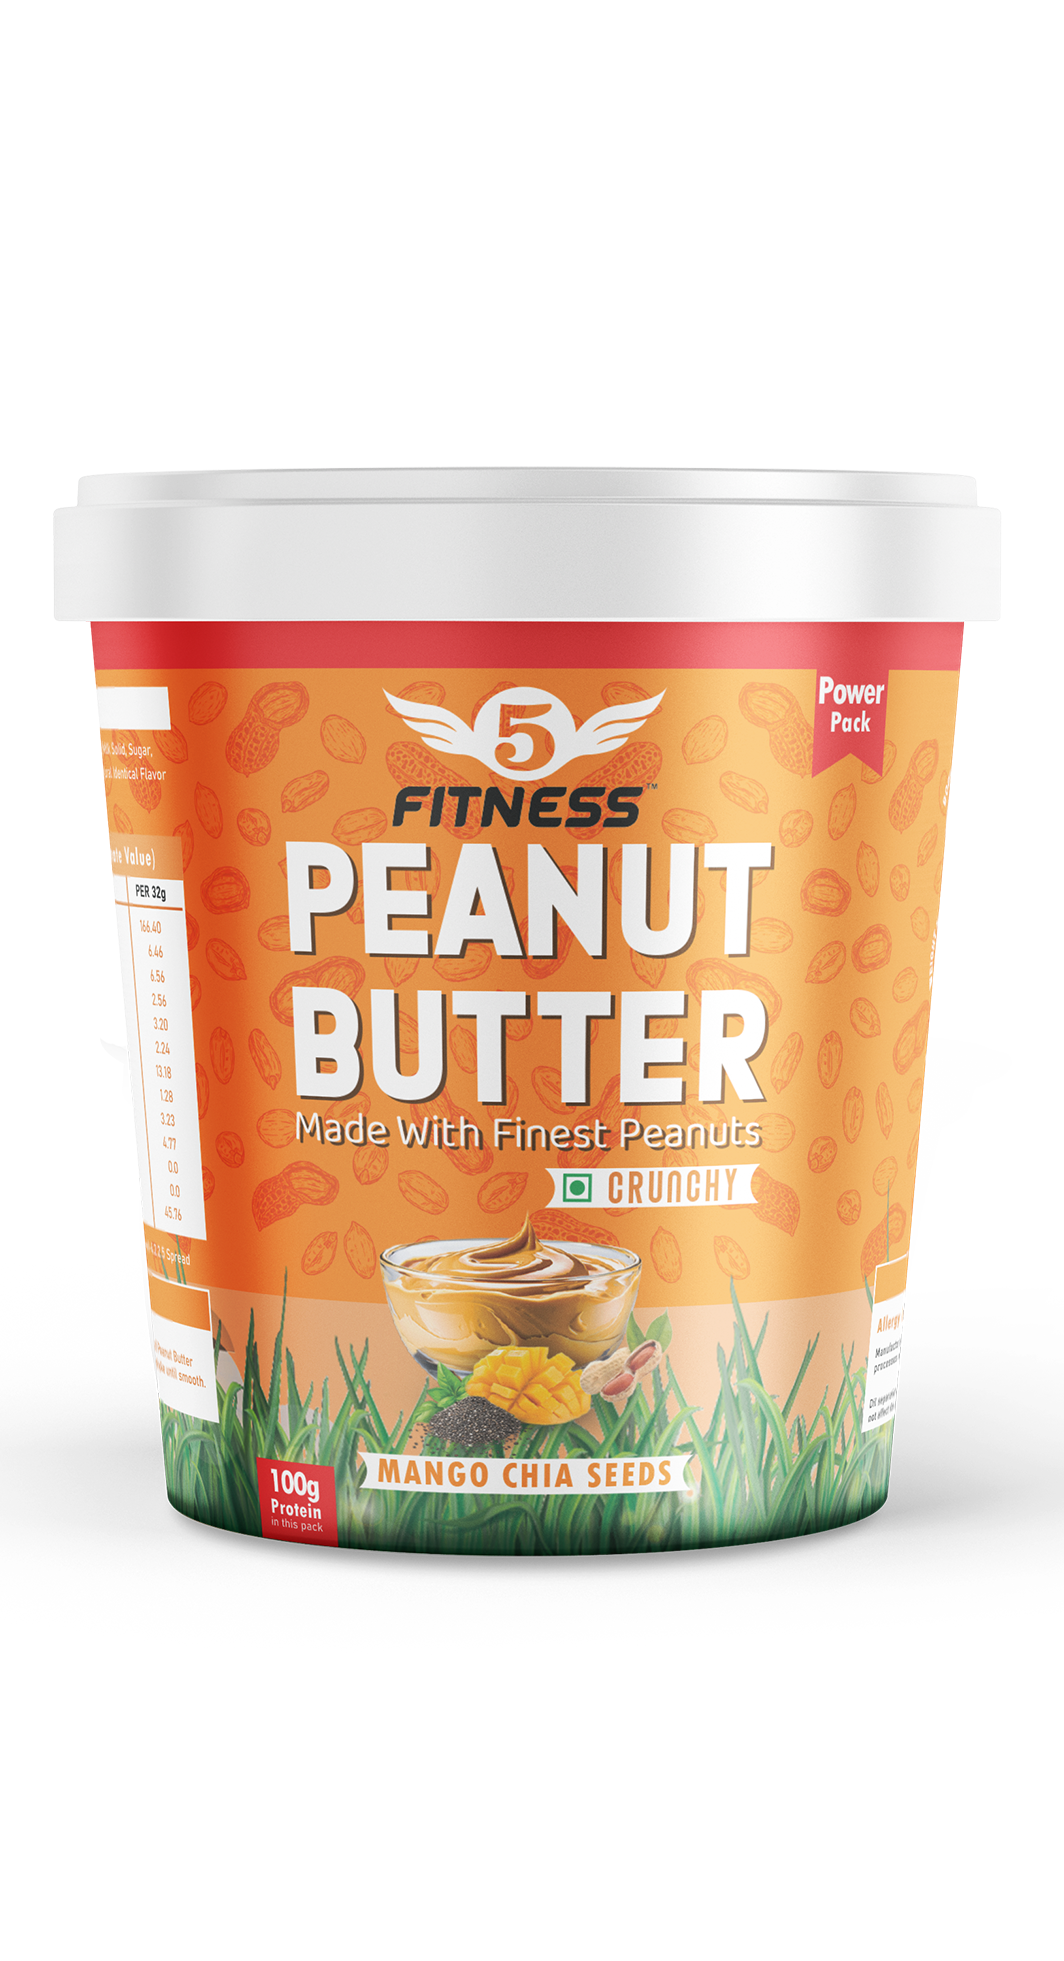 5
FITNESS™
PEANUT
BUTTER
Made With Finest Peanuts
CRUNCHY
MANGO CHIA SEEDS
Power
Pack
100g
Protein
in this pack
Solid, Sugar,
Identical Flavor
Value)
PER 32g
166.40
6.46
6.56
2.56
3.20
2.24
13.18
1.28
3.23
4.77
0.0
0.0
45.76
Spread
Peanut Butter
until smooth.
Allergy